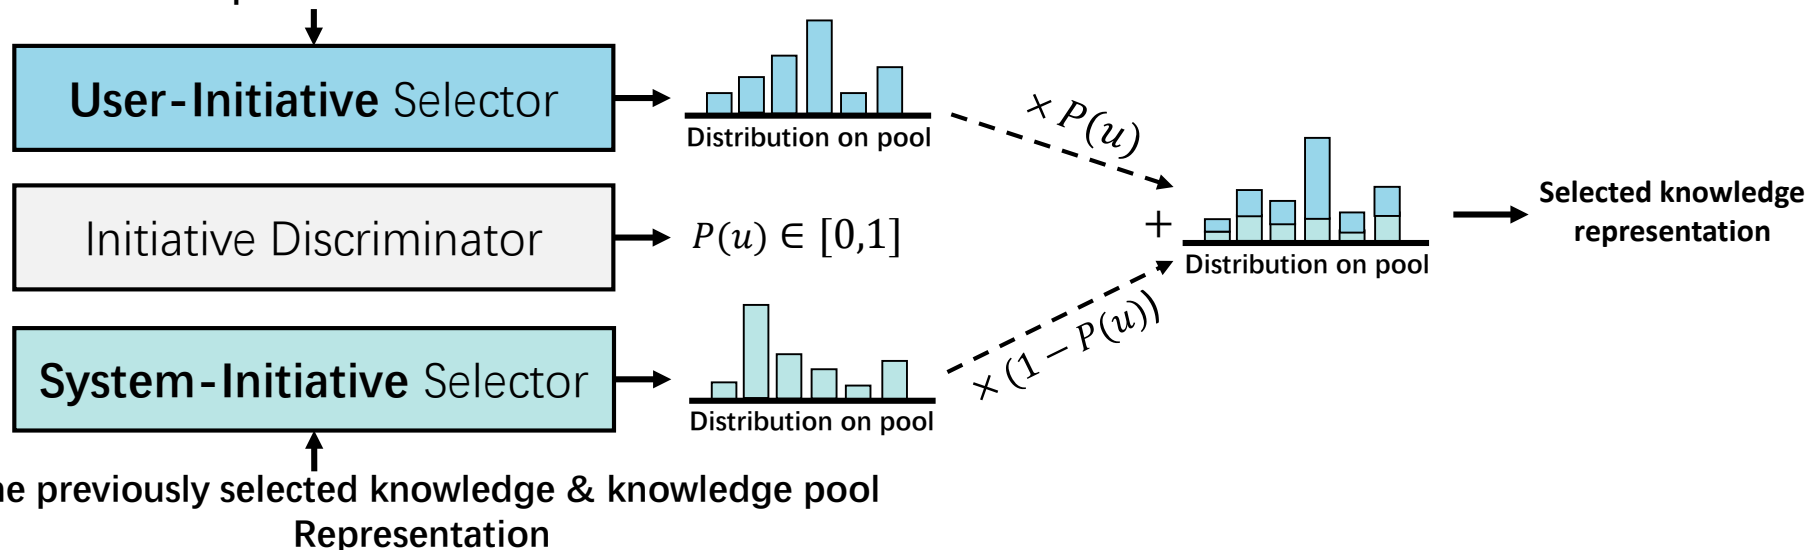 User-Initiative Selector
Distribution on pool
× P(u)
Initiative Discriminator
P(u) ∈ [0,1]
+
Distribution on pool
Selected knowledge
representation
System-Initiative Selector
Distribution on pool
× (1 − P(u))
previously selected knowledge & knowledge pool
Representation